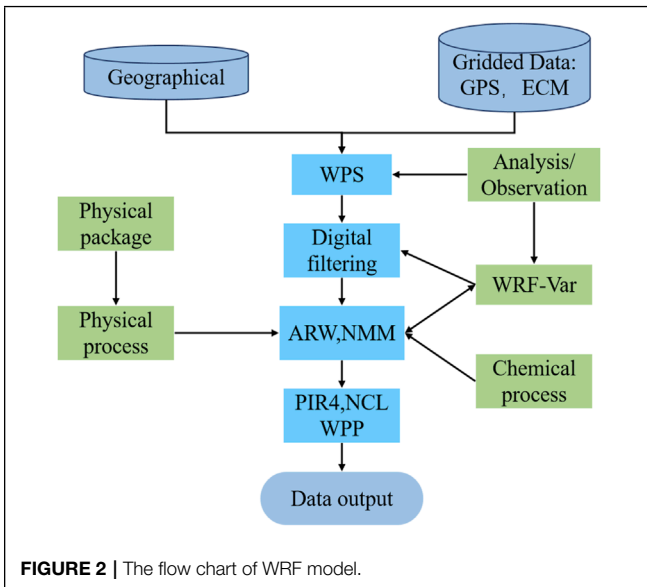 Geographical
Gridded Data:
GPS, ECM
WPS
Analysis/
Observation
Physical
package
Digital
filtering
WRF-Var
Physical
process
ARW,NMM
Chemical
process
PIR4,NCL
WPP
Data output
FIGURE 2 | The flow chart of WRF model.